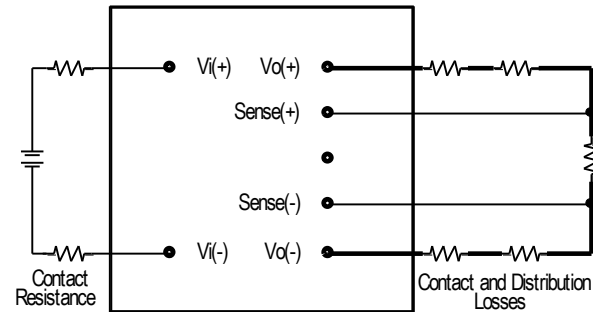 Vi(+) Vo(+)
Sense(+)
Sense(-)
Vi(-) Vo(-)
Contact
Resistance
Contact and Distribution
Losses